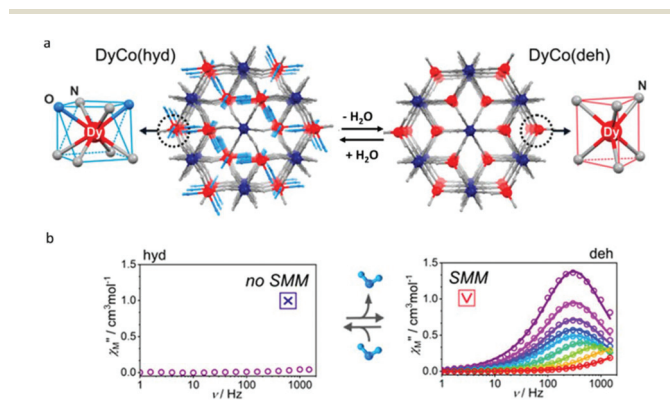 a
DyCo(hyd)
DyCo(deh)
O
N
Dy
- H₂O
+ H₂O
N
Dy
b
hyd
no SMM
χM'' / cm³mol⁻¹
1.5
1.0
0.5
0.0
1 10 100 1000
ν / Hz
deh
SMM
χM'' / cm³mol⁻¹
1.5
1.0
0.5
0.0
1 10 100 1000
ν / Hz